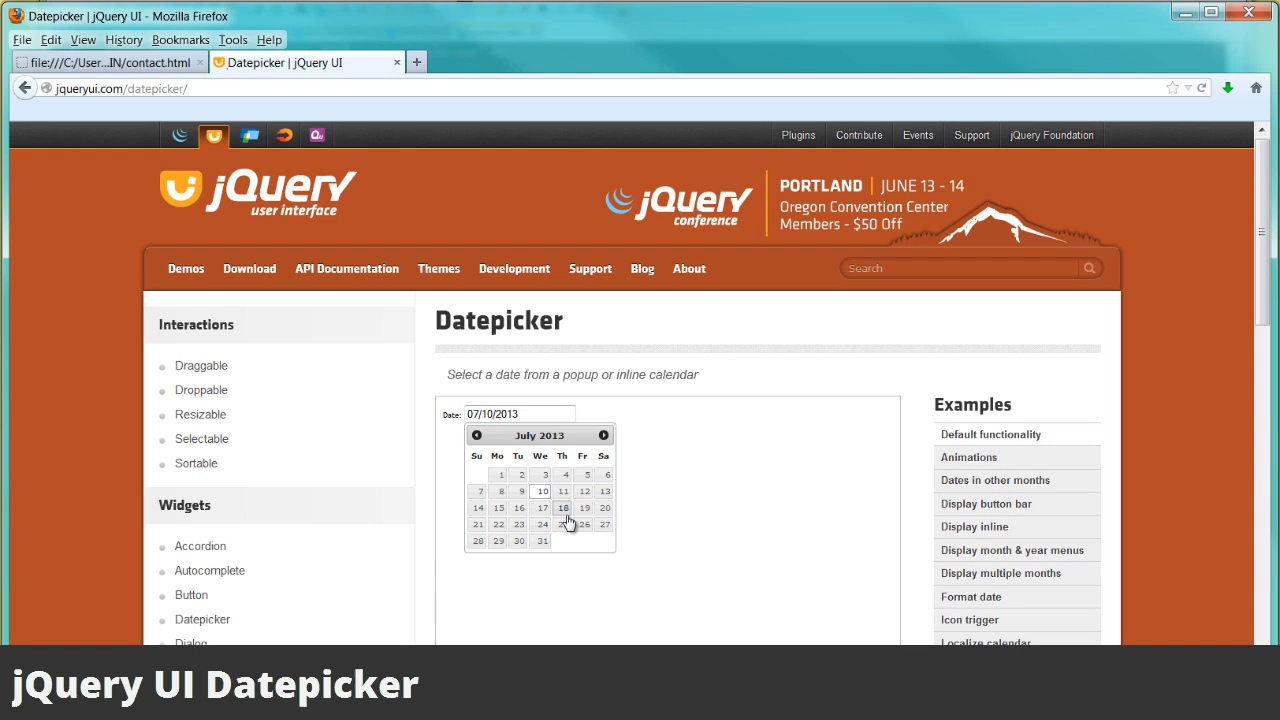 Datepicker | jQuery UI - Mozilla Firefox
File Edit View History Bookmarks Tools Help
file:///C:/User...IN/contact.html
Datepicker | jQuery UI
jqueryui.com/datepicker/
Plugins Contribute Events Support jQuery Foundation
jQuery
user interface
jQuery
conference
PORTLAND | JUNE 13 - 14
Oregon Convention Center
Members - $50 Off
Demos Download API Documentation Themes Development Support Blog About
Search
Interactions
Draggable
Droppable
Resizable
Selectable
Sortable
Widgets
Accordion
Autocomplete
Button
Datepicker
Dialog
Datepicker
Select a date from a popup or inline calendar
Date: 07/10/2013
July 2013
Su Mo Tu We Th Fr Sa
1 2 3 4 5 6
7 8 9 10 11 12 13
14 15 16 17 18 19 20
21 22 23 24 25 26 27
28 29 30 31
Examples
Default functionality
Animations
Dates in other months
Display button bar
Display inline
Display month & year menus
Display multiple months
Format date
Icon trigger
Localize calendar
jQuery UI Datepicker